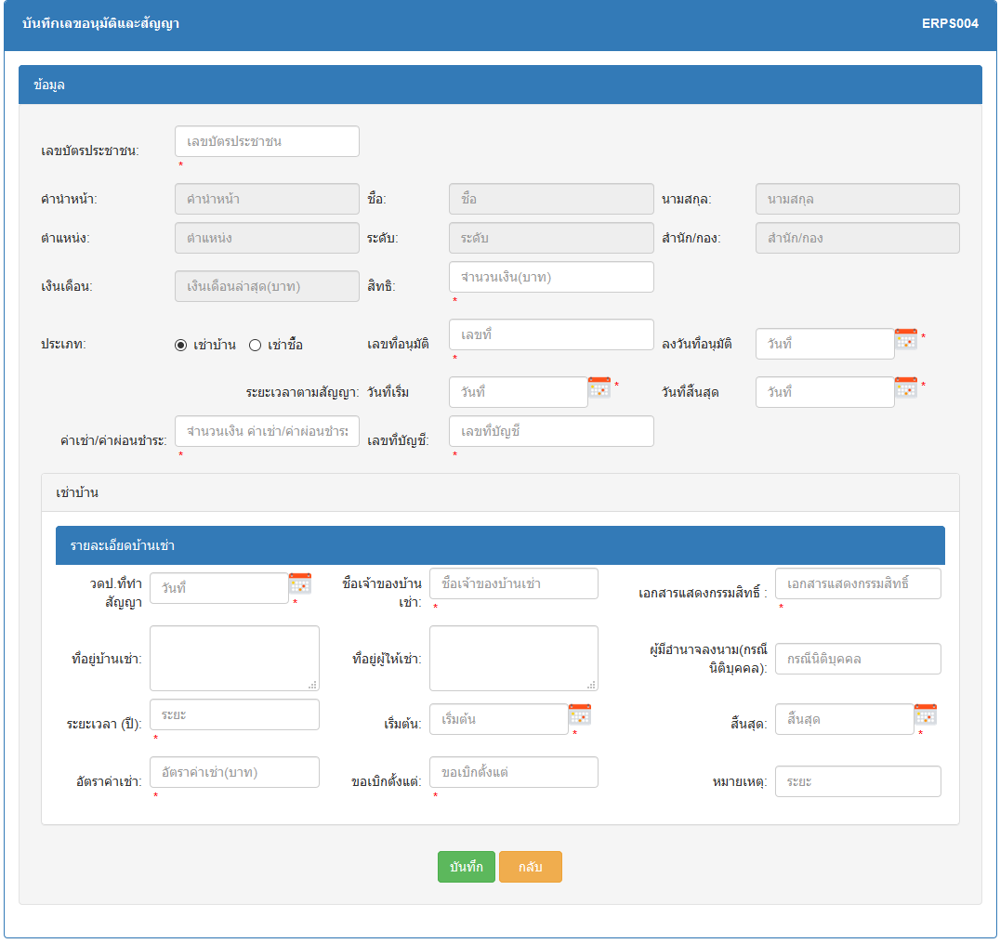 บันทึกเลขอนุมัติและสัญญา ERPS004
ข้อมูล
เลขบัตรประชาชน: เลขบัตรประชาชน
*
คำนำหน้า: คำนำหน้า ชื่อ: ชื่อ นามสกุล: นามสกุล
ตำแหน่ง: ตำแหน่ง ระดับ: ระดับ สำนัก/กอง: สำนัก/กอง
เงินเดือน: เงินเดือนล่าสุด(บาท) สิทธิ: จำนวนเงิน(บาท)
*
ประเภท: เช่าบ้าน เช่าซื้อ เลขที่อนุมัติ เลขที่ ลงวันที่อนุมัติ วันที่ *
*
ระยะเวลาตามสัญญา: วันที่เริ่ม วันที่ * วันที่สิ้นสุด วันที่ *
ค่าเช่า/ค่าผ่อนชำระ: จำนวนเงิน ค่าเช่า/ค่าผ่อนชำระ เลขที่บัญชี: เลขที่บัญชี
* *
เช่าบ้าน
รายละเอียดบ้านเช่า
วดป.ที่ทำ
สัญญา
วันที่ *
ชื่อเจ้าของบ้าน
เช่า:
ชื่อเจ้าของบ้านเช่า
*
เอกสารแสดงกรรมสิทธิ์ : เอกสารแสดงกรรมสิทธิ์
*
ที่อยู่บ้านเช่า: ที่อยู่ผู้ให้เช่า:
ผู้มีอำนาจลงนาม(กรณี
นิติบุคคล):
กรณีนิติบุคคล
ระยะเวลา (ปี): ระยะ เริ่มต้น: เริ่มต้น สิ้นสุด: สิ้นสุด
* * *
อัตราค่าเช่า: อัตราค่าเช่า(บาท) ขอเบิกตั้งแต่: ขอเบิกตั้งแต่ หมายเหตุ: ระยะ
* *
บันทึก กลับ